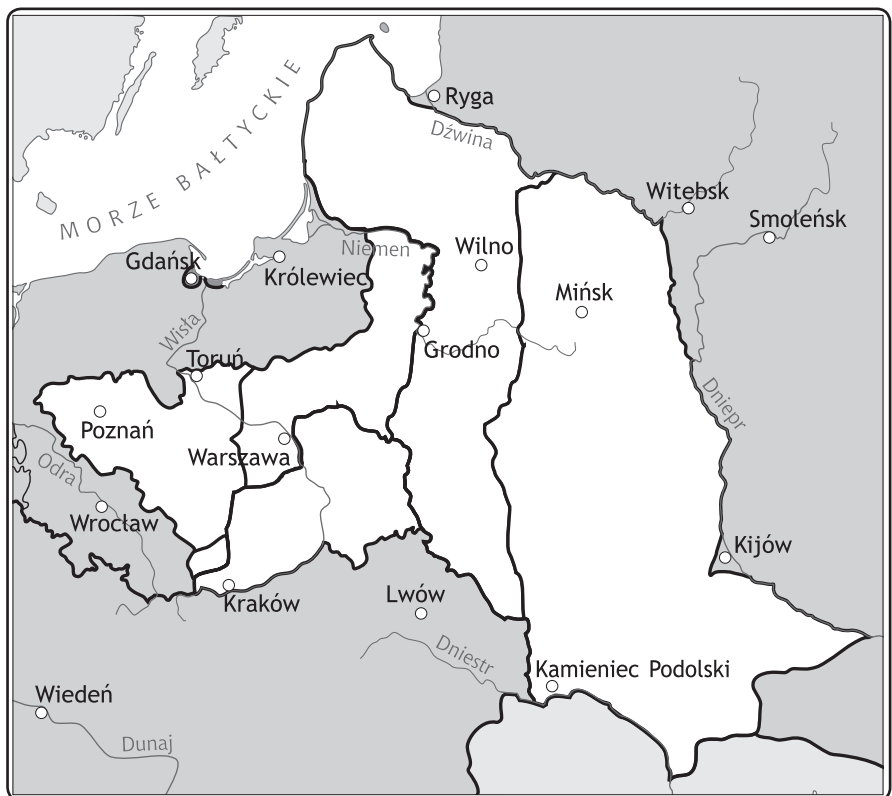 Ryga
Dźwina
MORZE BAŁTYCKIE
Witebsk
Smoleńsk
Niemen
Wilno
Gdańsk
Królewiec
Mińsk
Wisła
Grodno
Toruń
Dniepr
Poznań
Warszawa
Odra
Wrocław
Kijów
Kraków
Lwów
Dniestr
Kamieniec Podolski
Wiedeń
Dunaj